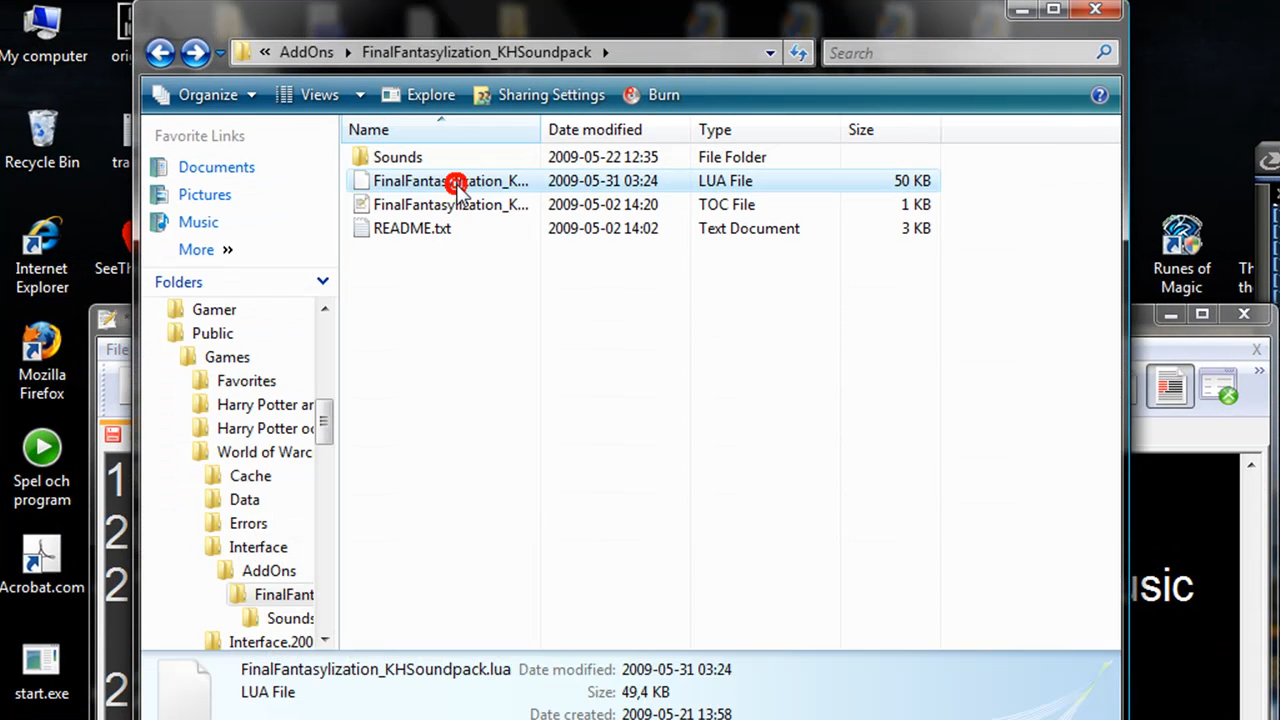 My computer
Recycle Bin
Internet
Explorer
Mozilla
Firefox
Spel och
program
Acrobat.com
start.exe
« AddOns ▸ FinalFantasylization_KHSoundpack ▸
Search
Organize
Views
Explore
Sharing Settings
Burn
Favorite Links
Documents
Pictures
Music
More »
Folders
Gamer
Public
Games
Favorites
Harry Potter ar
Harry Potter oc
World of Warc
Cache
Data
Errors
Interface
AddOns
FinalFant
Sounds
Interface.200
Name Date modified Type Size
Sounds 2009-05-22 12:35 File Folder
FinalFantasylization_K... 2009-05-31 03:24 LUA File 50 KB
FinalFantasylization_K... 2009-05-02 14:20 TOC File 1 KB
README.txt 2009-05-02 14:02 Text Document 3 KB
FinalFantasylization_KHSoundpack.lua Date modified: 2009-05-31 03:24
LUA File Size: 49,4 KB
Date created: 2009-05-21 13:58
Runes of
Magic
File
1
2
2
usic
2